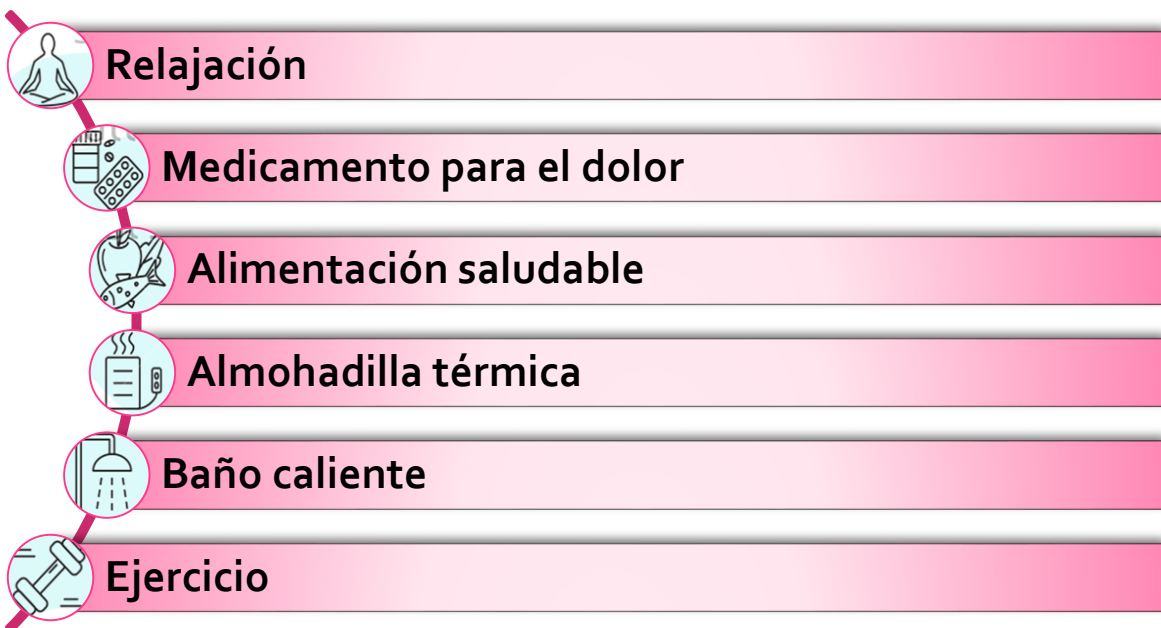 Relajación
Medicamento para el dolor
Alimentación saludable
Almohadilla térmica
Baño caliente
Ejercicio